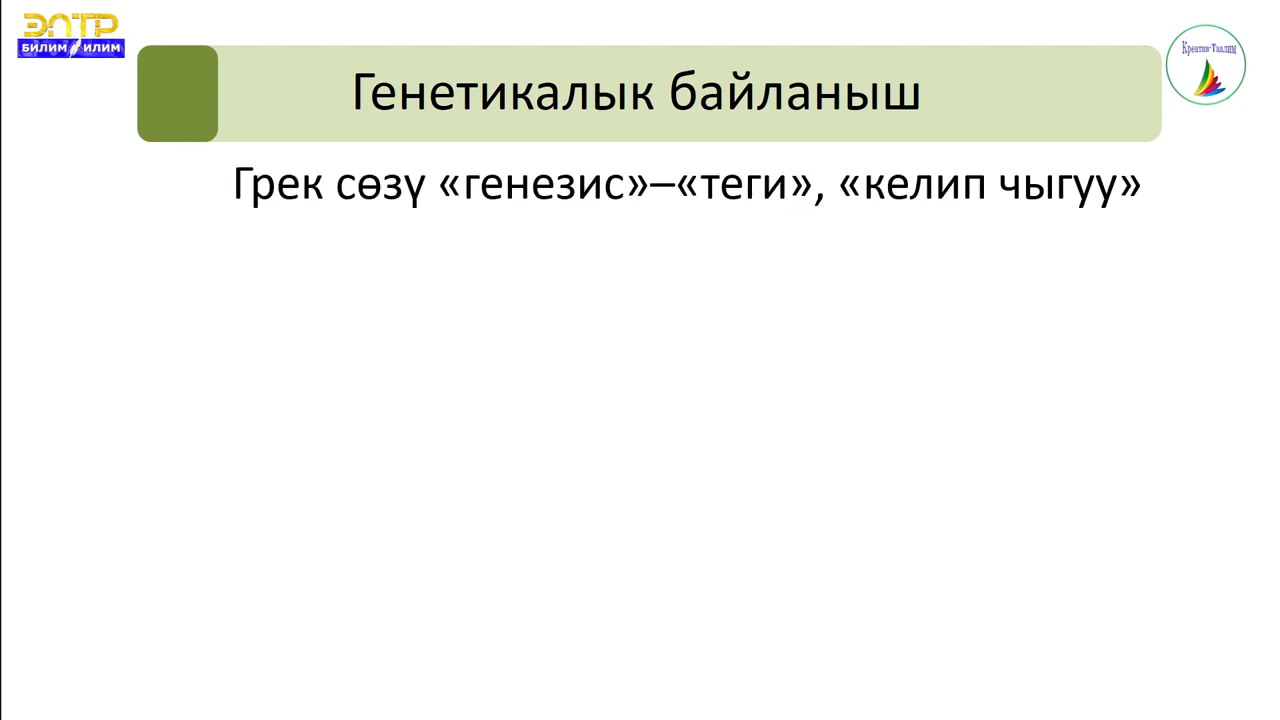 ЭЛТР
БИЛИМ ИЛИМ
Креатив-Таалим
Генетикалык байланыш
Грек сөзү «генезис»–«теги», «келип чыгуу»